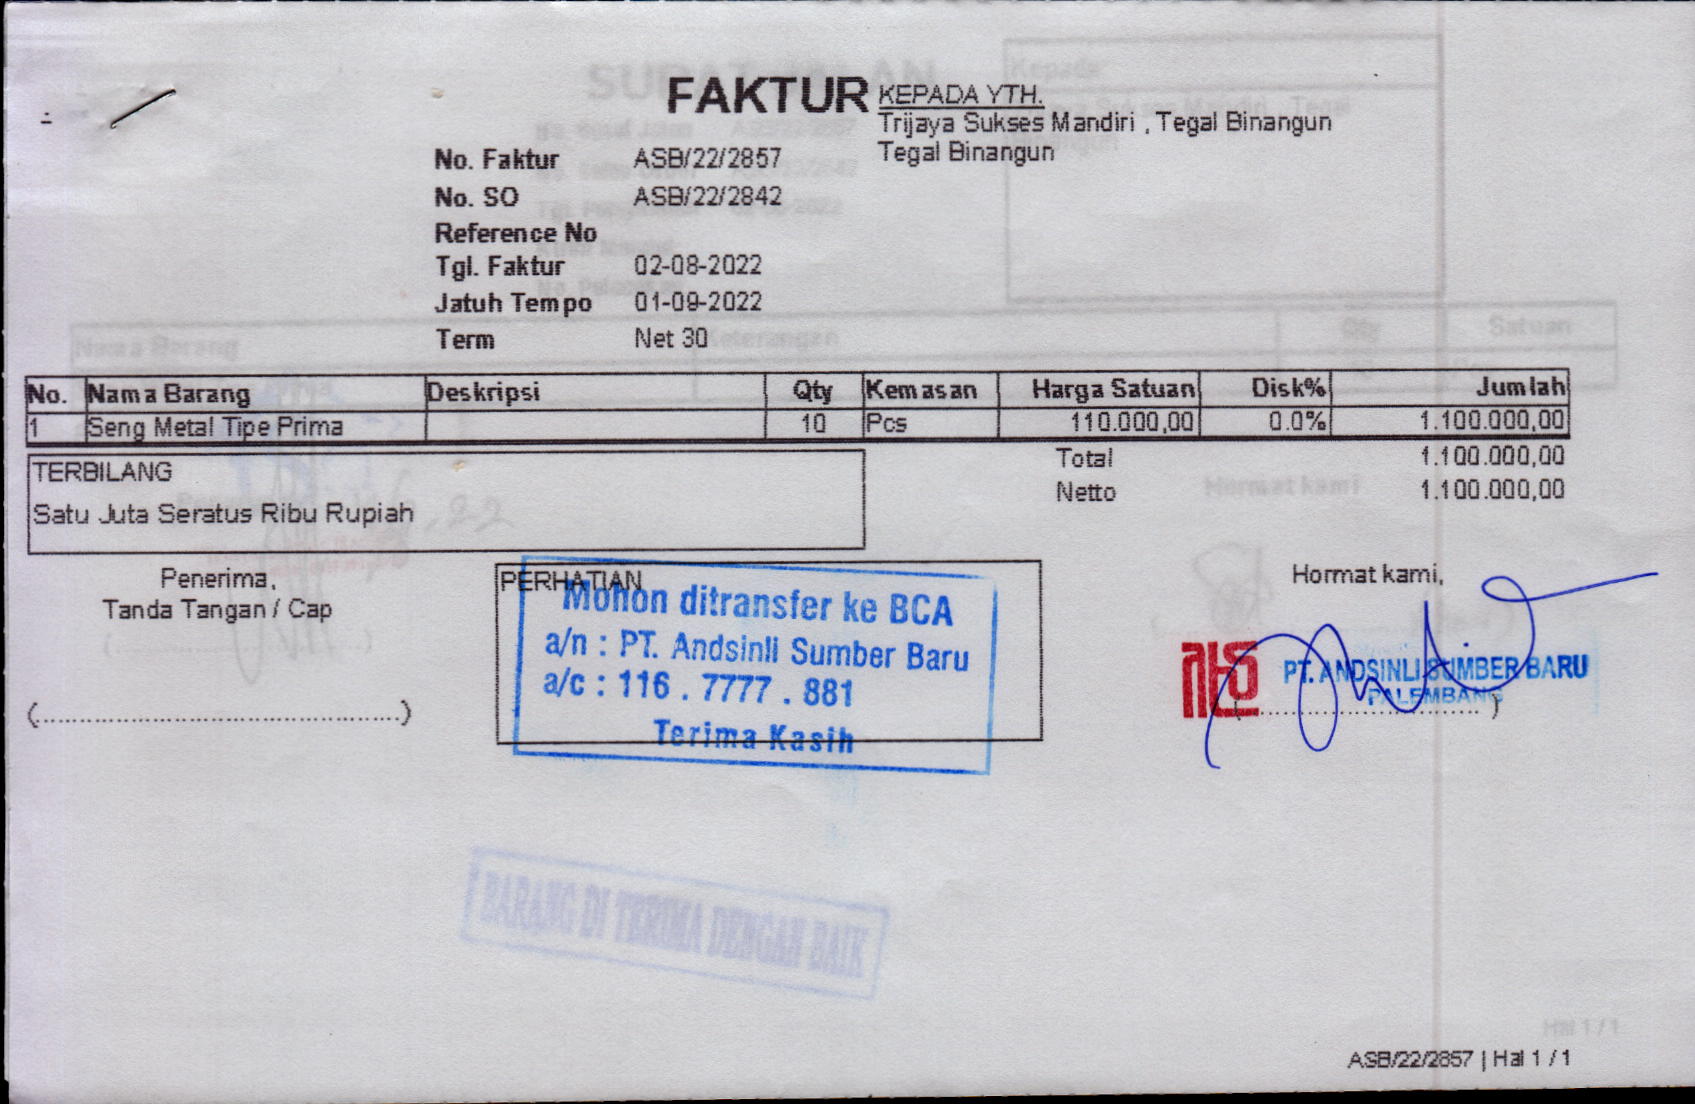 FAKTUR
KEPADA YTH.
Trijaya Sukses Mandiri , Tegal Binangun
Tegal Binangun
No. Faktur ASB/22/2857
No. SO ASB/22/2842
Reference No
Tgl. Faktur 02-08-2022
Jatuh Tempo 01-09-2022
Term Net 30
No. Nama Barang Deskripsi Qty Kemasan Harga Satuan Disk% Jumlah
1 Seng Metal Tipe Prima 10 Pcs 110.000,00 0.0% 1.100.000,00
Total 1.100.000,00
Netto 1.100.000,00
TERBILANG
Satu Juta Seratus Ribu Rupiah
Penerima,
Tanda Tangan / Cap
(....................................................)
PERHATIAN
Mohon ditransfer ke BCA
a/n : PT. Andsinli Sumber Baru
a/c : 116 . 7777 . 881
Terima Kasih
Hormat kami,
PT. ANDSINLI SUMBER BARU
PALEMBANG
BARANG DI TERIMA DENGAN BAIK
Hal 1 / 1
ASB/22/2857 | Hal 1 / 1